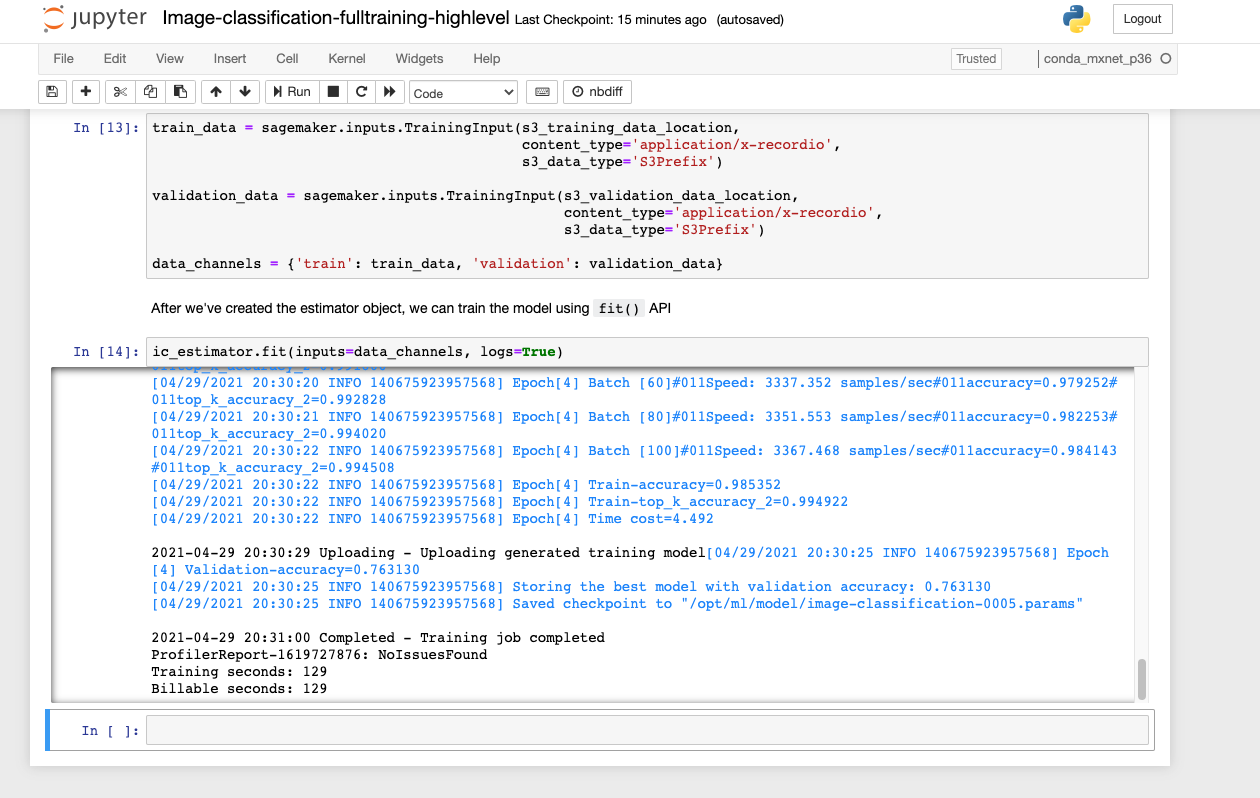 jupyter Image-classification-fulltraining-highlevel Last Checkpoint: 15 minutes ago (autosaved) Logout
File Edit View Insert Cell Kernel Widgets Help Trusted conda_mxnet_p36
Run Code nbdiff
In [13]: train_data = sagemaker.inputs.TrainingInput(s3_training_data_location,
content_type='application/x-recordio',
s3_data_type='S3Prefix')
validation_data = sagemaker.inputs.TrainingInput(s3_validation_data_location,
content_type='application/x-recordio',
s3_data_type='S3Prefix')
data_channels = {'train': train_data, 'validation': validation_data}
After we've created the estimator object, we can train the model using fit() API
In [14]: ic_estimator.fit(inputs=data_channels, logs=True)
[04/29/2021 20:30:20 INFO 140675923957568] Epoch[4] Batch [60]#011Speed: 3337.352 samples/sec#011accuracy=0.979252#
011top_k_accuracy_2=0.992828
[04/29/2021 20:30:21 INFO 140675923957568] Epoch[4] Batch [80]#011Speed: 3351.553 samples/sec#011accuracy=0.982253#
011top_k_accuracy_2=0.994020
[04/29/2021 20:30:22 INFO 140675923957568] Epoch[4] Batch [100]#011Speed: 3367.468 samples/sec#011accuracy=0.984143
#011top_k_accuracy_2=0.994508
[04/29/2021 20:30:22 INFO 140675923957568] Epoch[4] Train-accuracy=0.985352
[04/29/2021 20:30:22 INFO 140675923957568] Epoch[4] Train-top_k_accuracy_2=0.994922
[04/29/2021 20:30:22 INFO 140675923957568] Epoch[4] Time cost=4.492
2021-04-29 20:30:29 Uploading - Uploading generated training model[04/29/2021 20:30:25 INFO 140675923957568] Epoch
[4] Validation-accuracy=0.763130
[04/29/2021 20:30:25 INFO 140675923957568] Storing the best model with validation accuracy: 0.763130
[04/29/2021 20:30:25 INFO 140675923957568] Saved checkpoint to "/opt/ml/model/image-classification-0005.params"
2021-04-29 20:31:00 Completed - Training job completed
ProfilerReport-1619727876: NoIssuesFound
Training seconds: 129
Billable seconds: 129
In [ ]: